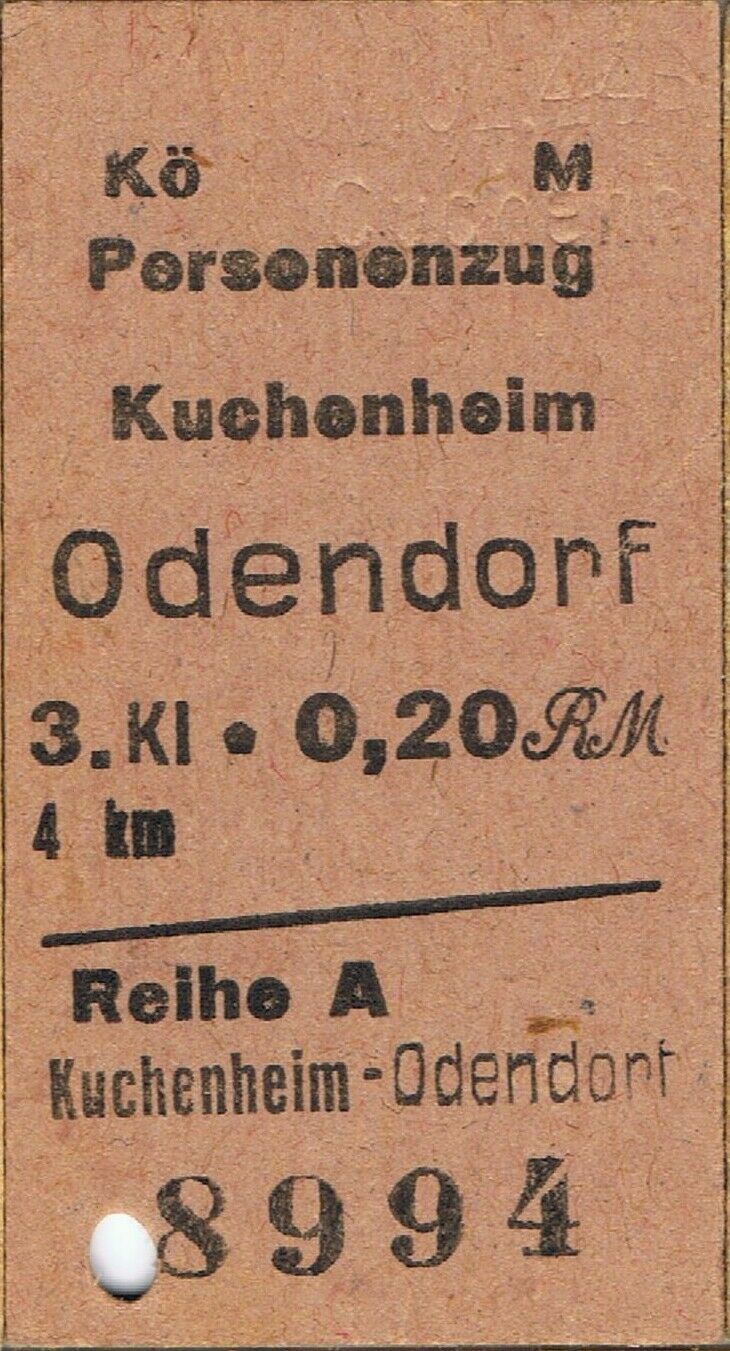 Kö M
Personenzug
Kuchenheim
Odendorf
3. Kl • 0,20 RM
4 km
Reihe A
Kuchenheim - Odendorf
8994